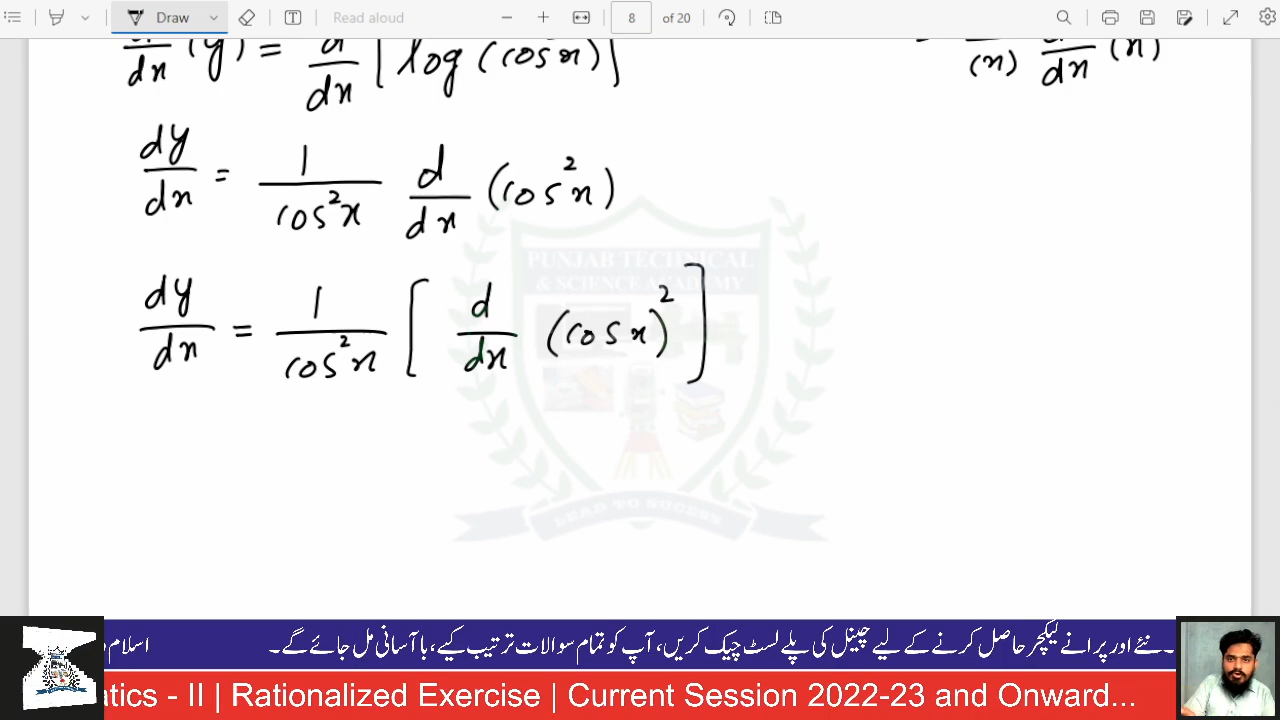 Draw
Read aloud
8 of 20
d/dx (y) = d/dx [log (cos²x)]
= 1/(x) d/dx (x)
dy/dx = 1/cos²x d/dx (cos²x)
dy/dx = 1/cos²x [ d/dx (cos x)² ]
PUNJAB TECHNICAL
& SCIENCE ACADEMY
LEAD TO SUCCESS
۔نئے اور پرانے لیکچر حاصل کرنے کے لیے چینل کی پلے لسٹ چیک کریں، آپ کو تمام سوالات ترتیب کیے، باآسانی مل جائے گے۔
اسلام
atics - II | Rationalized Exercise | Current Session 2022-23 and Onward...